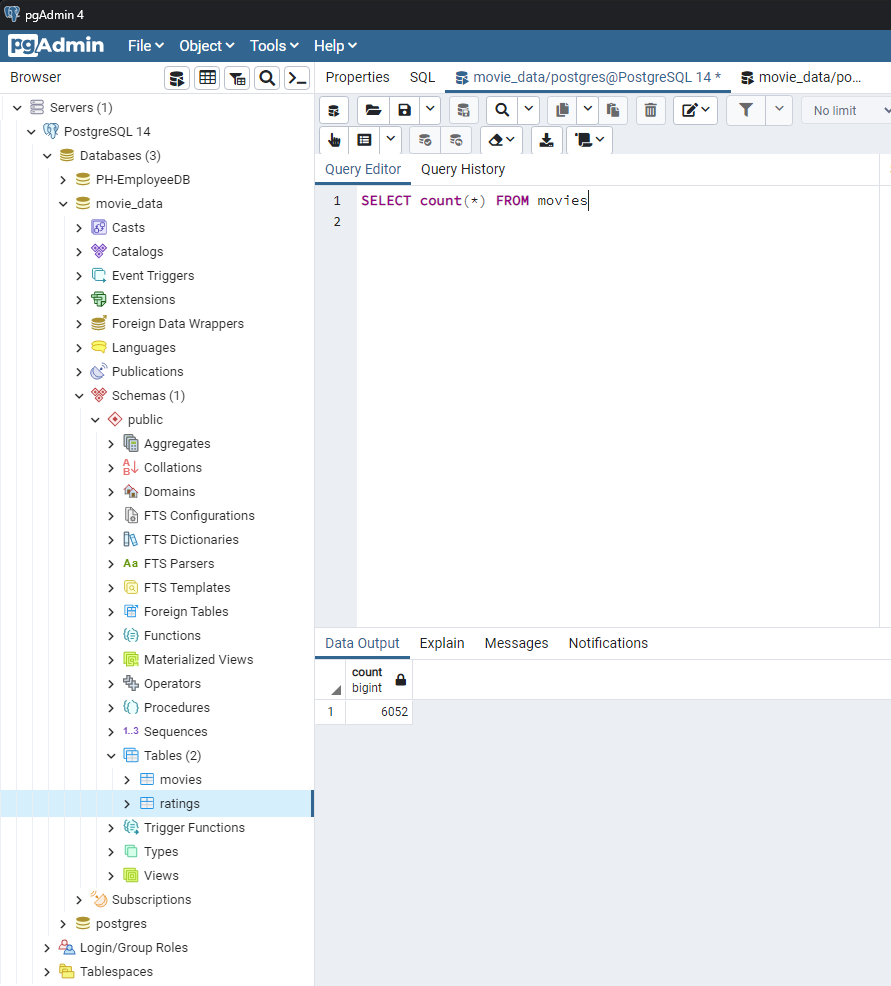 pgAdmin 4
pgAdmin File Object Tools Help
Browser
Properties SQL movie_data/postgres@PostgreSQL 14 * movie_data/po...
No limit
Servers (1)
PostgreSQL 14
Databases (3)
PH-EmployeeDB
movie_data
Casts
Catalogs
Event Triggers
Extensions
Foreign Data Wrappers
Languages
Publications
Schemas (1)
public
Aggregates
Collations
Domains
FTS Configurations
FTS Dictionaries
Aa FTS Parsers
FTS Templates
Foreign Tables
Functions
Materialized Views
Operators
Procedures
1..3 Sequences
Tables (2)
movies
ratings
Trigger Functions
Types
Views
Subscriptions
postgres
Login/Group Roles
Tablespaces
Query Editor Query History
1 SELECT count(*) FROM movies
2
Data Output Explain Messages Notifications
count
bigint
1 6052